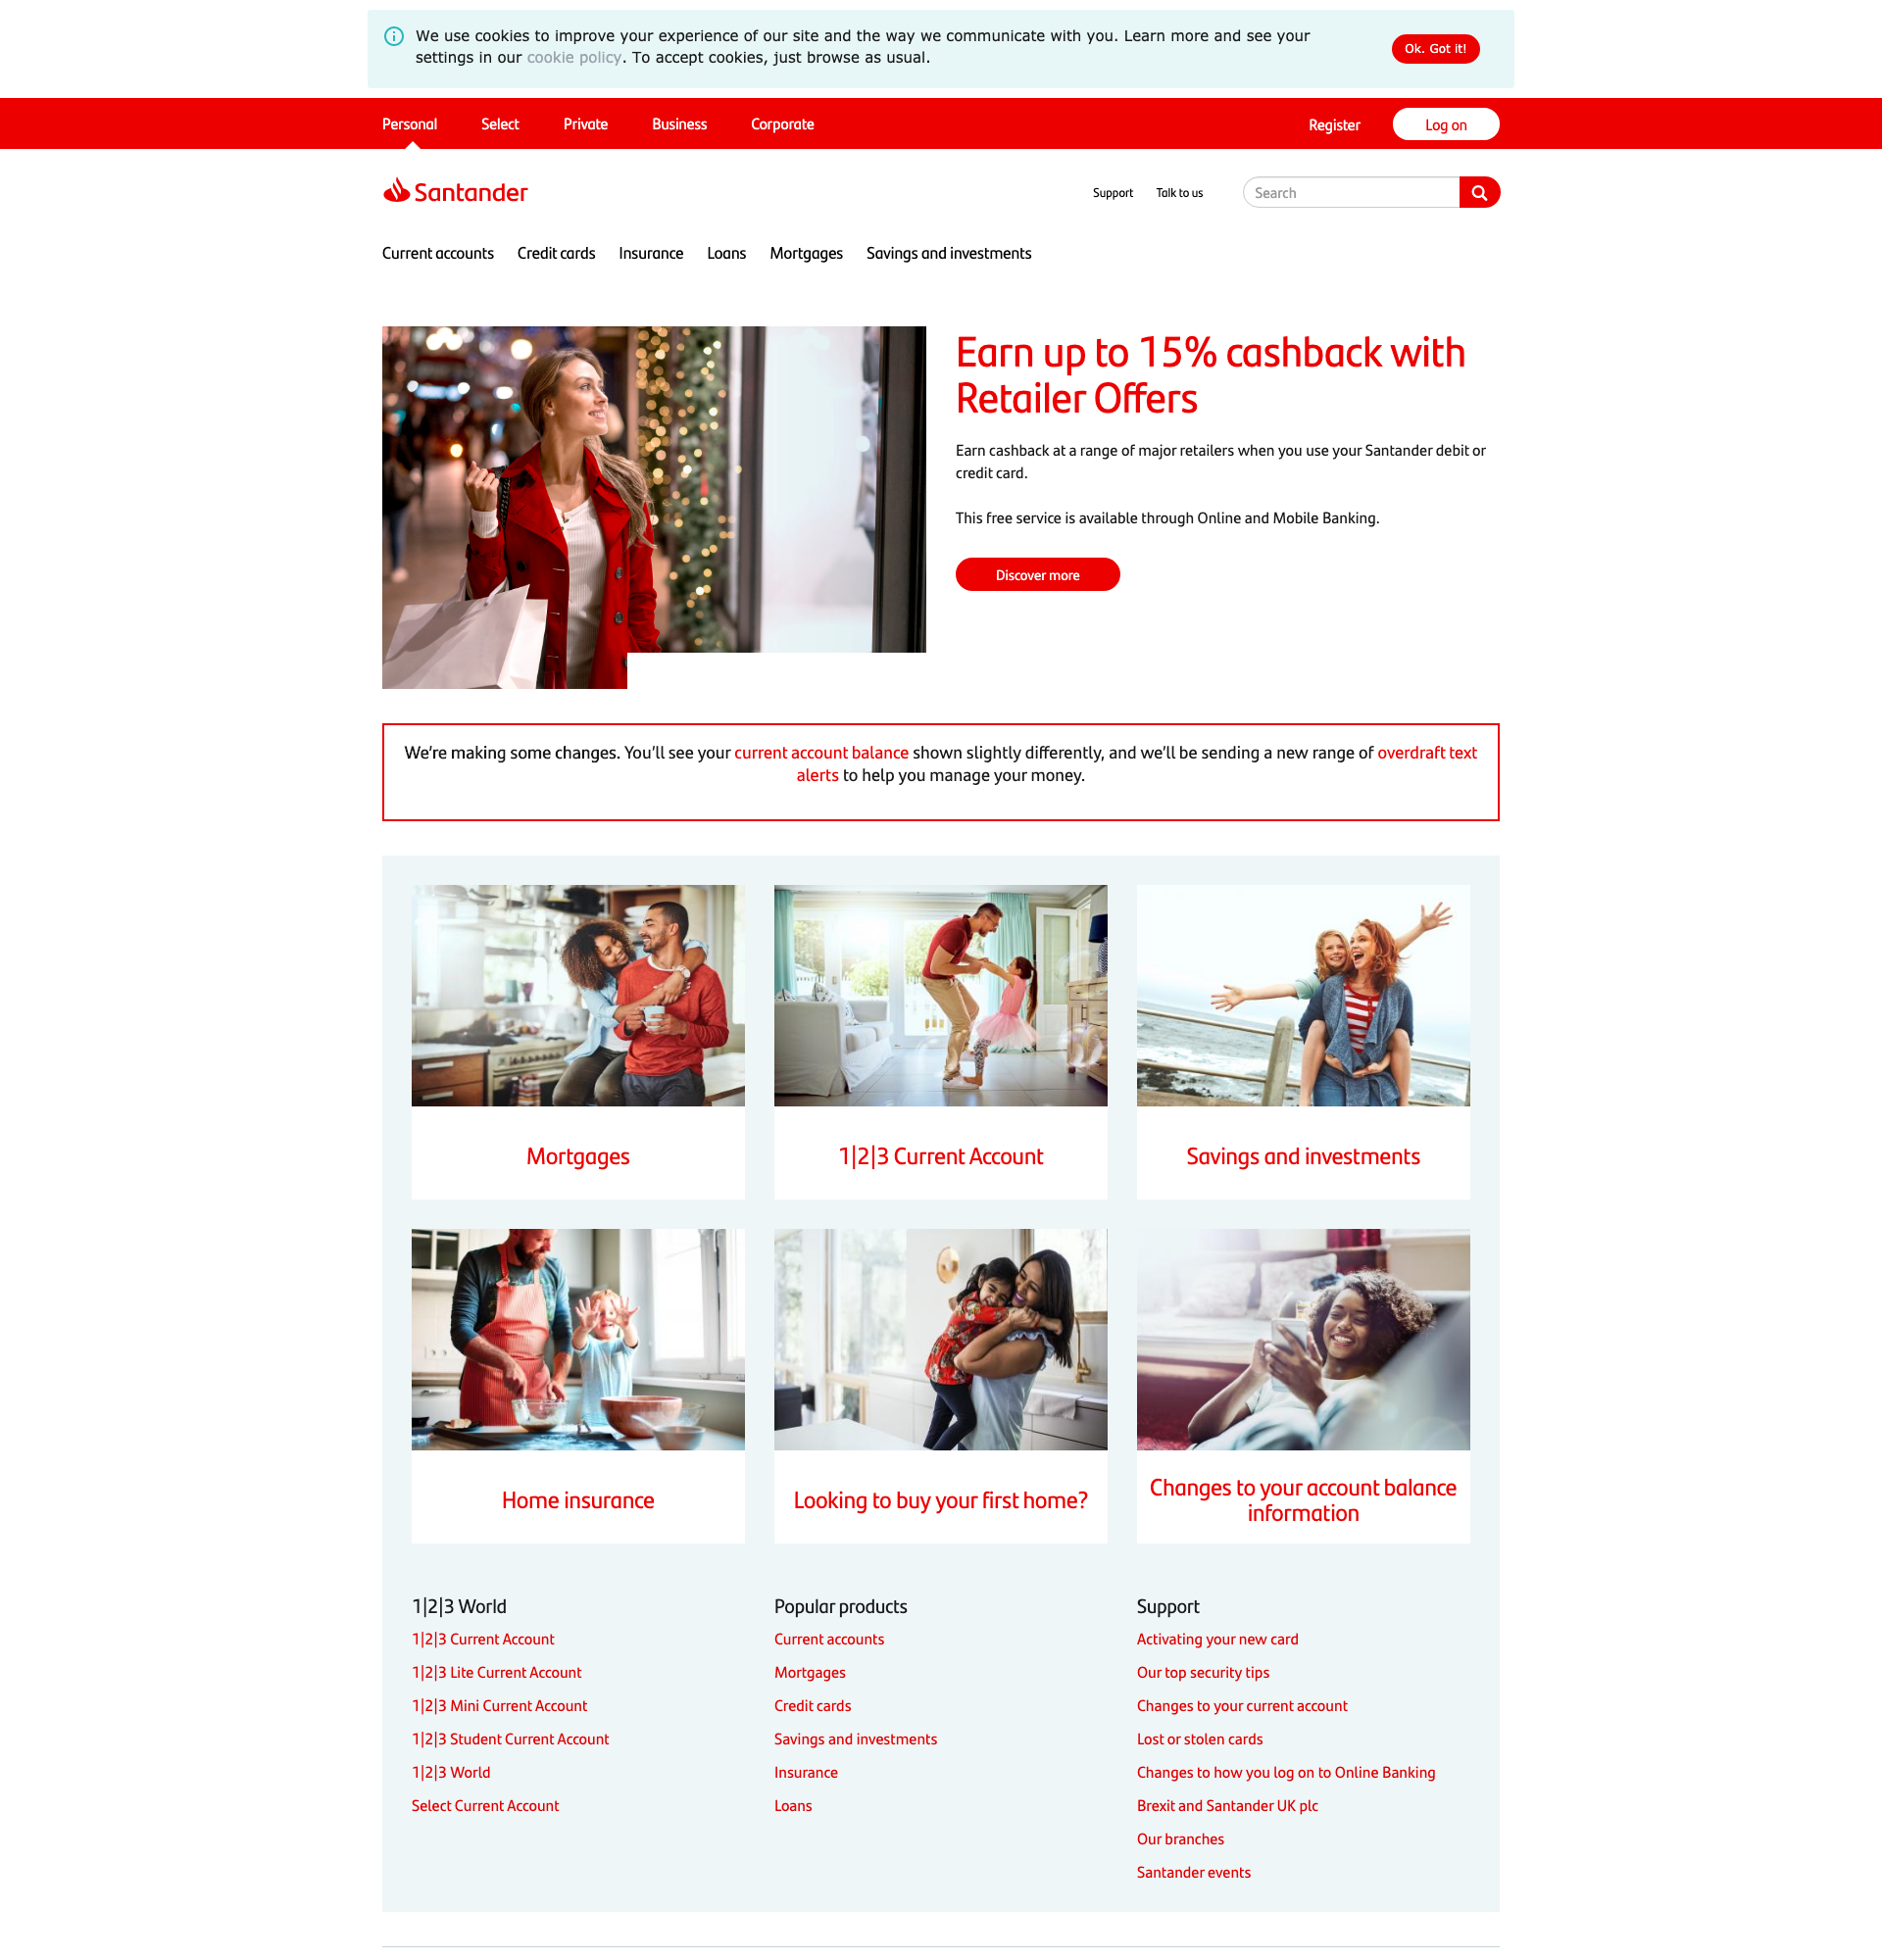 We use cookies to improve your experience of our site and the way we communicate with you. Learn more and see your
settings in our cookie policy. To accept cookies, just browse as usual.
Ok. Got it!
Personal Select Private Business Corporate Register Log on
Santander
Support Talk to us Search
Current accounts Credit cards Insurance Loans Mortgages Savings and investments
Earn up to 15% cashback with
Retailer Offers
Earn cashback at a range of major retailers when you use your Santander debit or
credit card.
This free service is available through Online and Mobile Banking.
Discover more
We're making some changes. You'll see your current account balance shown slightly differently, and we'll be sending a new range of overdraft text
alerts to help you manage your money.
Mortgages
1|2|3 Current Account
Savings and investments
Home insurance
Looking to buy your first home?
Changes to your account balance
information
1|2|3 World
1|2|3 Current Account
1|2|3 Lite Current Account
1|2|3 Mini Current Account
1|2|3 Student Current Account
1|2|3 World
Select Current Account
Popular products
Current accounts
Mortgages
Credit cards
Savings and investments
Insurance
Loans
Support
Activating your new card
Our top security tips
Changes to your current account
Lost or stolen cards
Changes to how you log on to Online Banking
Brexit and Santander UK plc
Our branches
Santander events